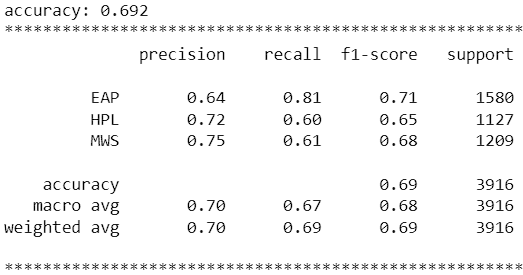 accuracy: 0.692
*****************************************************
precision recall f1-score support
EAP 0.64 0.81 0.71 1580
HPL 0.72 0.60 0.65 1127
MWS 0.75 0.61 0.68 1209
accuracy 0.69 3916
macro avg 0.70 0.67 0.68 3916
weighted avg 0.70 0.69 0.69 3916
*****************************************************